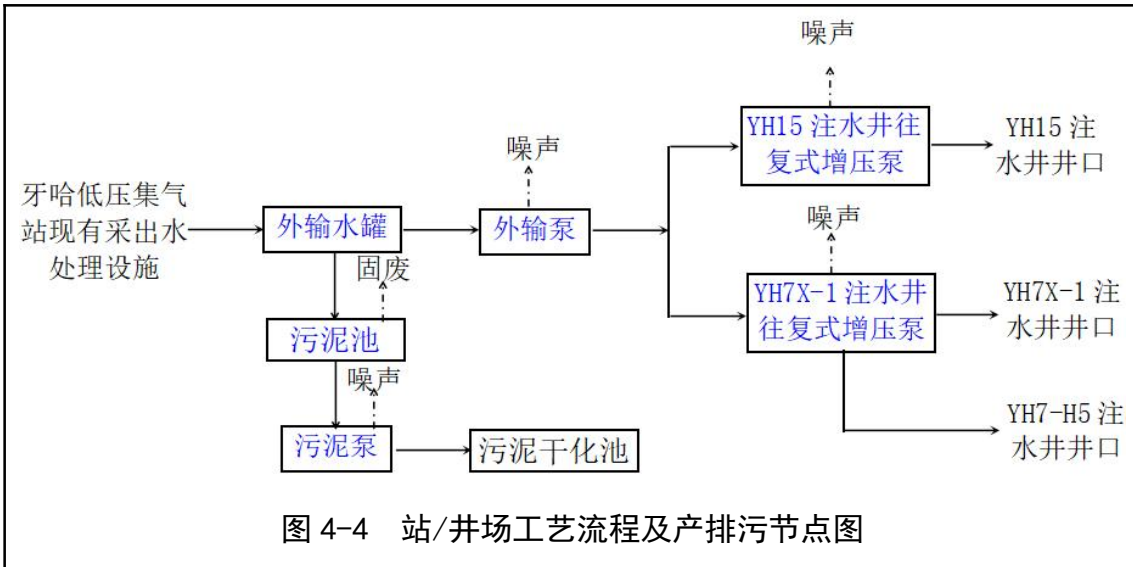 噪声
YH15 注水井往
复式增压泵
YH15 注
水井井口
噪声
牙哈低压集气
站现有采出水
处理设施
外输水罐
外输泵
噪声
固废
YH7X-1 注水井
往复式增压泵
YH7X-1 注
水井井口
污泥池
噪声
污泥泵
污泥干化池
YH7-H5 注
水井井口
图 4-4 站/井场工艺流程及产排污节点图